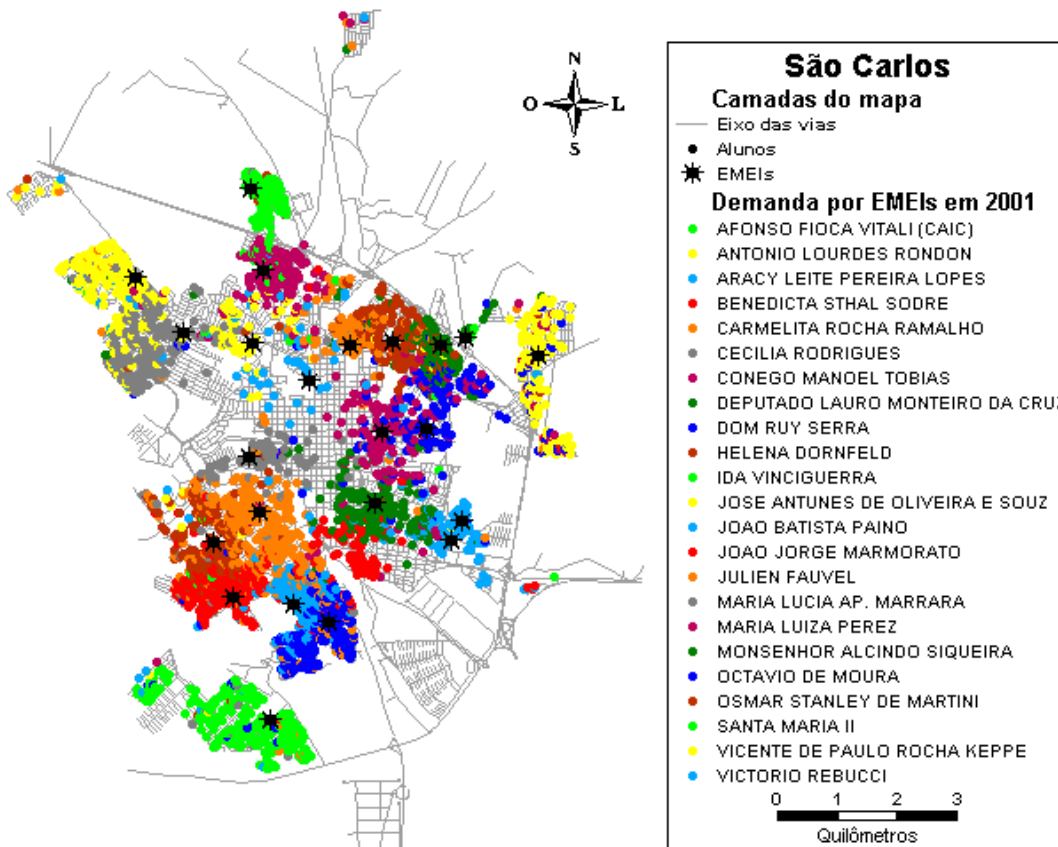 N
O L
S
São Carlos
Camadas do mapa
Eixo das vias
Alunos
EMEIs
Demanda por EMEIs em 2001
AFONSO FIOCA VITALI (CAIC)
ANTONIO LOURDES RONDON
ARACY LEITE PEREIRA LOPES
BENEDICTA STHAL SODRE
CARMELITA ROCHA RAMALHO
CECILIA RODRIGUES
CONEGO MANOEL TOBIAS
DEPUTADO LAURO MONTEIRO DA CRUZ
DOM RUY SERRA
HELENA DORNFELD
IDA VINCIGUERRA
JOSE ANTUNES DE OLIVEIRA E SOUZ
JOAO BATISTA PAINO
JOAO JORGE MARMORATO
JULIEN FAUVEL
MARIA LUCIA AP. MARRARA
MARIA LUIZA PEREZ
MONSENHOR ALCINDO SIQUEIRA
OCTAVIO DE MOURA
OSMAR STANLEY DE MARTINI
SANTA MARIA II
VICENTE DE PAULO ROCHA KEPPE
VICTORIO REBUCCI
0 1 2 3
Quilômetros